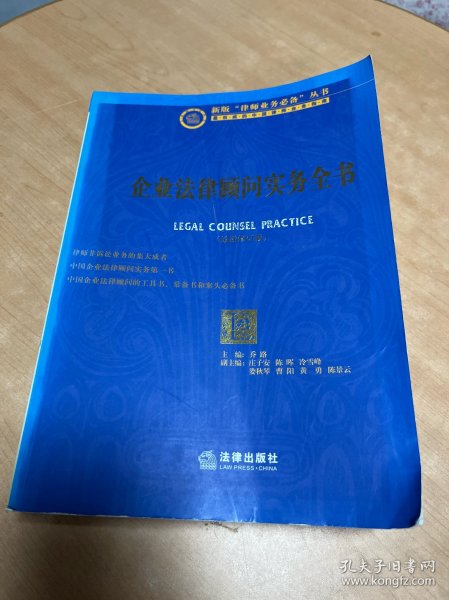 新版“律师业务必备”丛书
企业法律顾问实务全书
LEGAL COUNSEL PRACTICE
律师非诉讼业务的集大成者
中国企业法律顾问实务第一书
中国企业法律顾问的工具书、常备书和案头必备书
主 编：乔 路
副主编：庄子安 陈 晖 冷雪峰
娄秋琴 曹 阳 黄 勇 陈景云
法律出版社
LAW PRESS·CHINA
孔夫子旧书网
www.kongfz.com